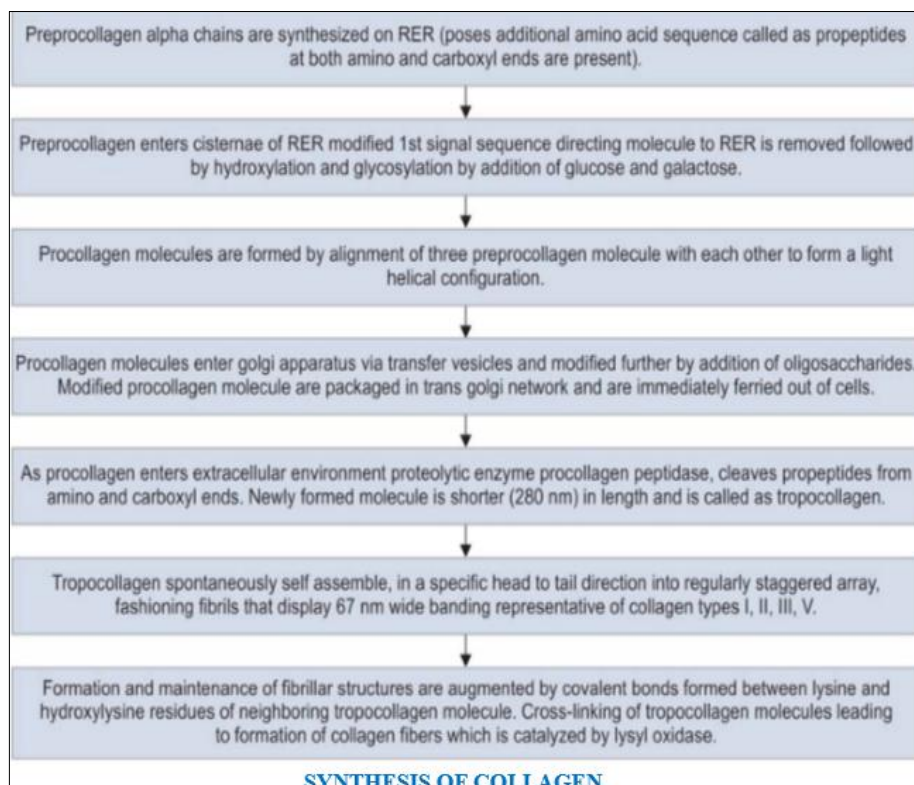 Preprocollagen alpha chains are synthesized on RER (poses additional amino acid sequence called as propeptides
at both amino and carboxyl ends are present).
Preprocollagen enters cisternae of RER modified 1st signal sequence directing molecule to RER is removed followed
by hydroxylation and glycosylation by addition of glucose and galactose.
Procollagen molecules are formed by alignment of three preprocollagen molecule with each other to form a light
helical configuration.
Procollagen molecules enter golgi apparatus via transfer vesicles and modified further by addition of oligosaccharides.
Modified procollagen molecule are packaged in trans golgi network and are immediately ferried out of cells.
As procollagen enters extracellular environment proteolytic enzyme procollagen peptidase, cleaves propeptides from
amino and carboxyl ends. Newly formed molecule is shorter (280 nm) in length and is called as tropocollagen.
Tropocollagen spontaneously self assemble, in a specific head to tail direction into regularly staggered array,
fashioning fibrils that display 67 nm wide banding representative of collagen types I, II, III, V.
Formation and maintenance of fibrillar structures are augmented by covalent bonds formed between lysine and
hydroxylysine residues of neighboring tropocollagen molecule. Cross-linking of tropocollagen molecules leading
to formation of collagen fibers which is catalyzed by lysyl oxidase.
SYNTHESIS OF COLLAGEN